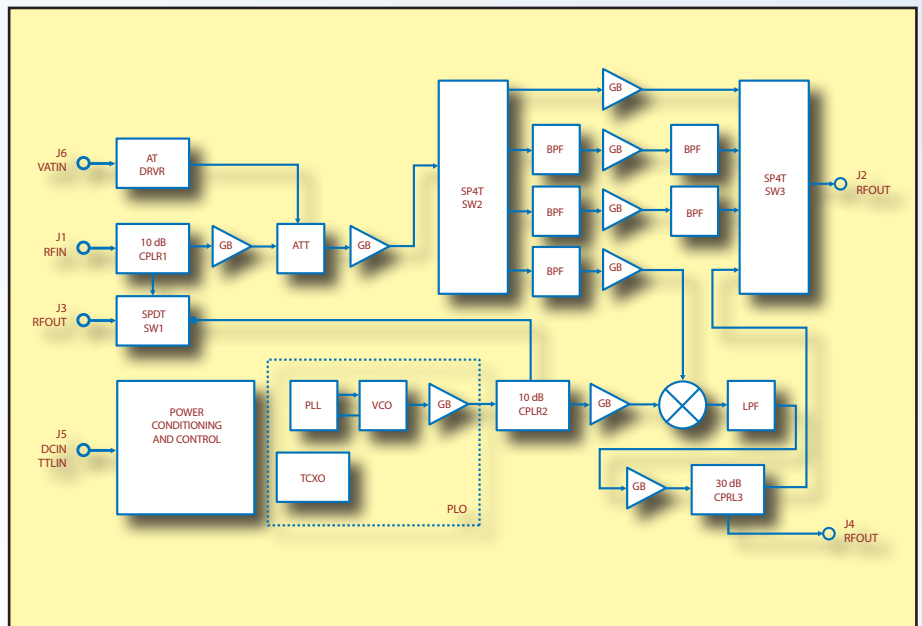 GB
J6
VATIN
AT
DRVR
BPF
GB
BPF
SP4T
SW2
SP4T
SW3
J2
RFOUT
BPF
GB
BPF
J1
RFIN
10 dB
CPLR1
GB
ATT
GB
BPF
GB
J3
RFOUT
SPDT
SW1
PLL
VCO
GB
10 dB
CPLR2
GB
LPF
J5
DCIN
TTLIN
POWER
CONDITIONING
AND CONTROL
TCXO
PLO
GB
30 dB
CPRL3
J4
RFOUT